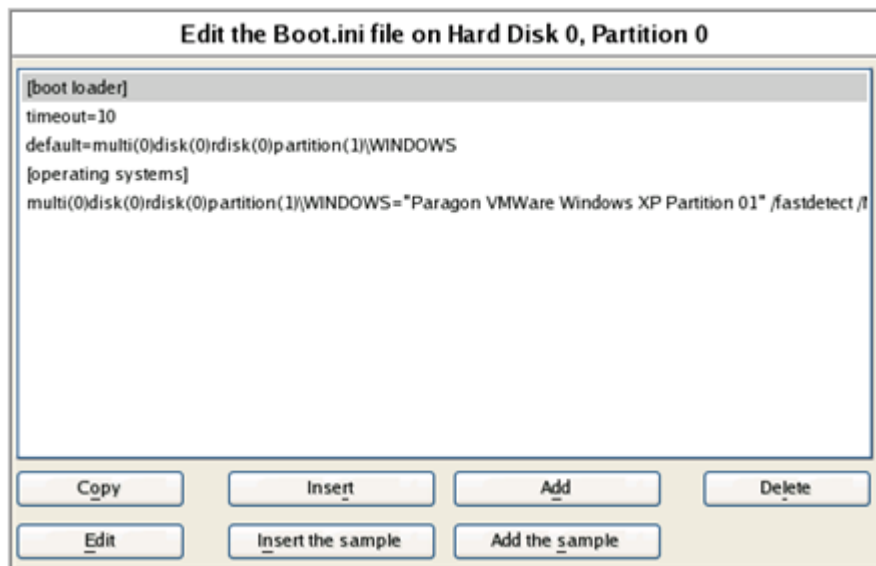 Edit the Boot.ini file on Hard Disk 0, Partition 0
[boot loader]
timeout=10
default=multi(0)disk(0)rdisk(0)partition(1)\WINDOWS
[operating systems]
multi(0)disk(0)rdisk(0)partition(1)\WINDOWS="Paragon VMWare Windows XP Partition 01" /fastdetect
Copy Insert Add Delete
Edit Insert the sample Add the sample